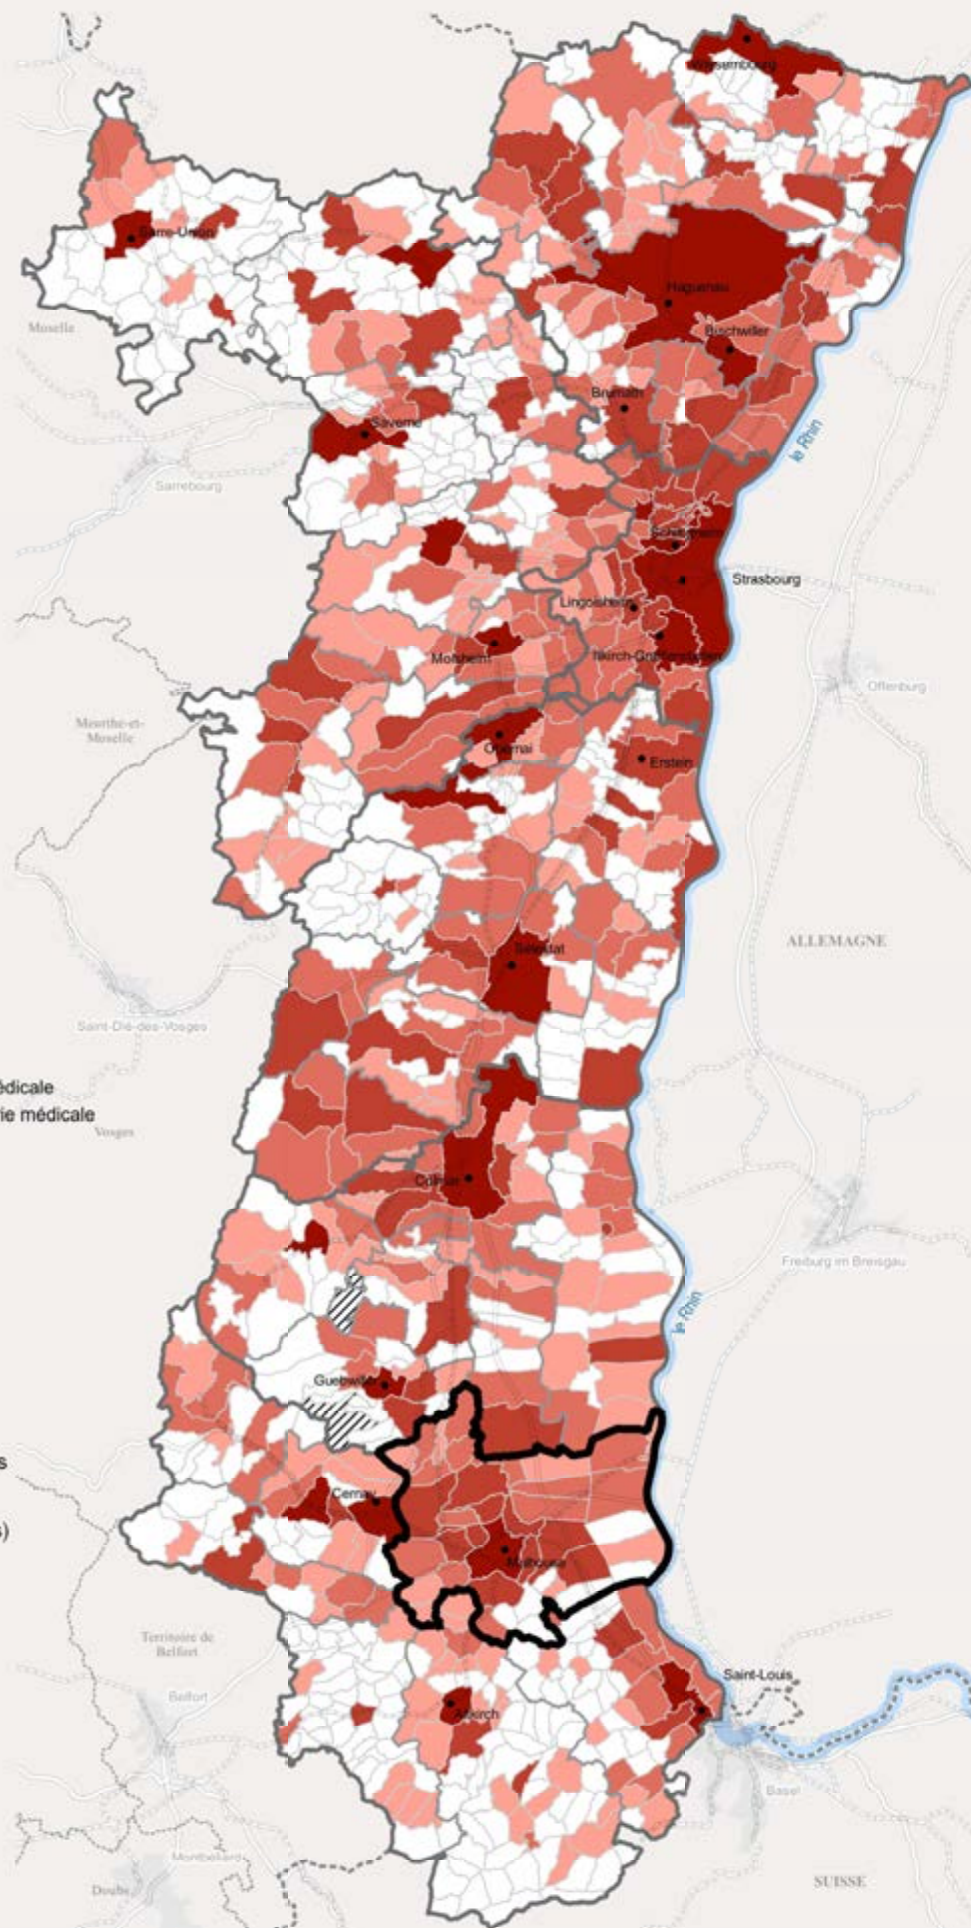 Wissembourg
Sarre-Union
Haguenau
Moselle
Bischwiller
Brumath
Saverne
le Rhin
Sarrebourg
Schiltigheim
Strasbourg
Lingolsheim
Molsheim
Illkirch-Graffenstaden
Offenburg
Meurthe-et-
Moselle
Obernai
Erstein
ALLEMAGNE
Sélestat
Saint-Dié-des-Vosges
édicale
ie médicale
Vosges
Colmar
Freiburg im Breisgau
le Rhin
Guebwiller
s
Cernay
s)
Mulhouse
Territoire de
Belfort
Saint-Louis
Belfort
Altkirch
Basel
Montbéliard
Doubs
SUISSE